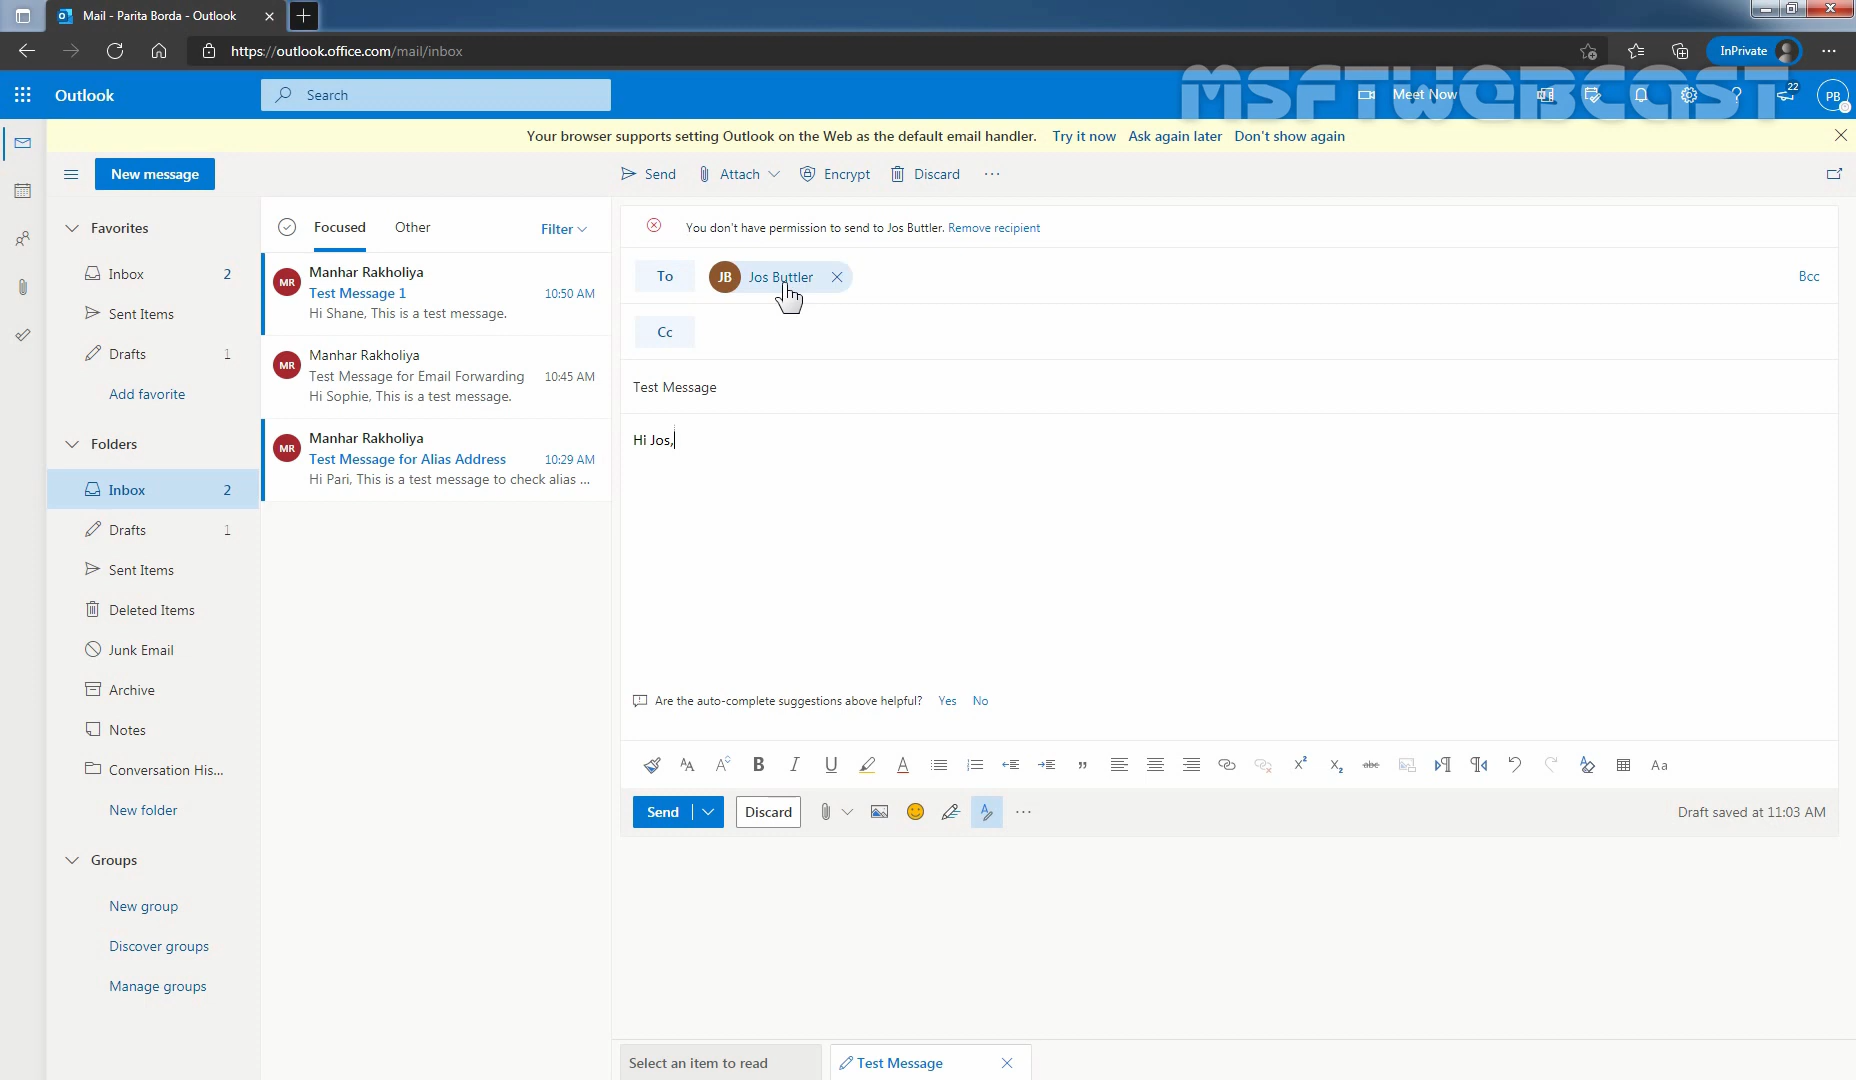 Mail - Parita Borda - Outlook
https://outlook.office.com/mail/inbox
InPrivate
Outlook
Search
MSFTWEBCAST
Meet Now
22
PB
Your browser supports setting Outlook on the Web as the default email handler. Try it now Ask again later Don't show again
New message
Send Attach Encrypt Discard
Favorites
Inbox 2
Sent Items
Drafts 1
Add favorite
Folders
Inbox 2
Drafts 1
Sent Items
Deleted Items
Junk Email
Archive
Notes
Conversation His...
New folder
Groups
New group
Discover groups
Manage groups
Focused Other Filter
MR
Manhar Rakholiya
Test Message 1 10:50 AM
Hi Shane, This is a test message.
MR
Manhar Rakholiya
Test Message for Email Forwarding 10:45 AM
Hi Sophie, This is a test message.
MR
Manhar Rakholiya
Test Message for Alias Address 10:29 AM
Hi Pari, This is a test message to check alias ...
You don't have permission to send to Jos Buttler. Remove recipient
To JB Jos Buttler Bcc
Cc
Test Message
Hi Jos,
Are the auto-complete suggestions above helpful? Yes No
Send Discard Draft saved at 11:03 AM
Select an item to read Test Message